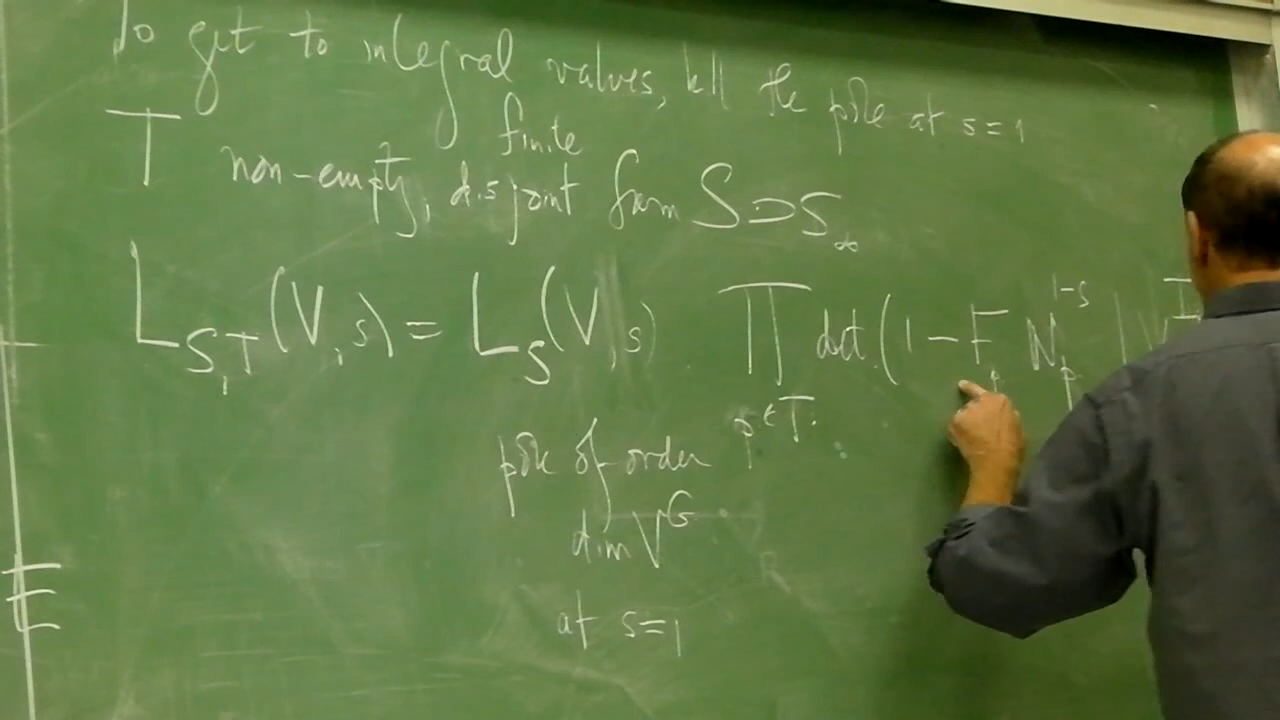 To get to integral values, kill the pole at s=1
finite
T non-empty, disjoint from S ⊃ S_∞
L_{S,T}(V,s) = L_S(V,s) ∏_{p∈T} det(1 - F_p N_p^{1-s} | V^I
pole of order
dim V^G
at s=1
E